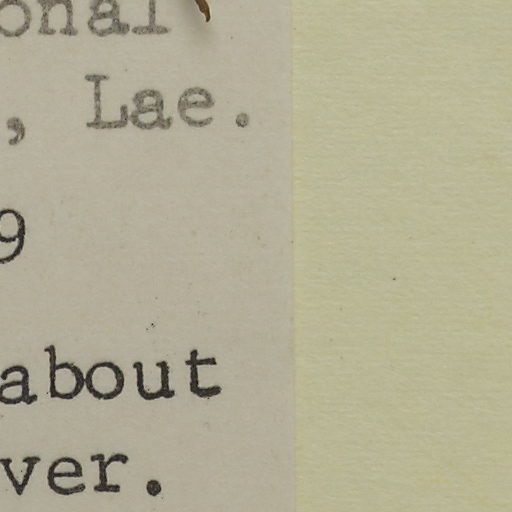 onal
, Lae.
9
about
ver.